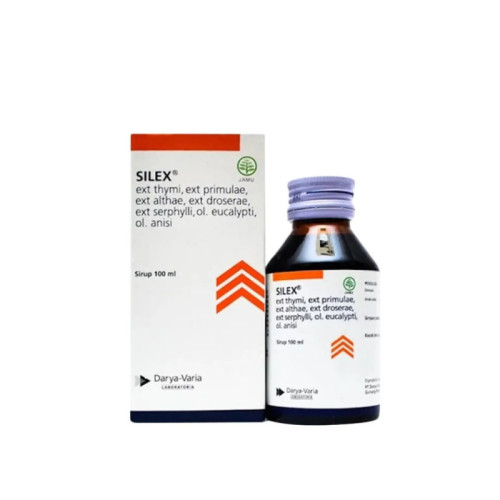 SILEX®
JAMU
ext thymi, ext primulae,
ext althae, ext droserae,
ext serphylli, ol. eucalypti,
ol. anisi
Sirup 100 ml
Darya-Varia
LABORATORIA
SILEX®
JAMU
ext thymi, ext primulae,
ext althae, ext droserae,
ext serphylli, ol. eucalypti,
ol. anisi
Sirup 100 ml
Darya-Varia
LABORATORIA